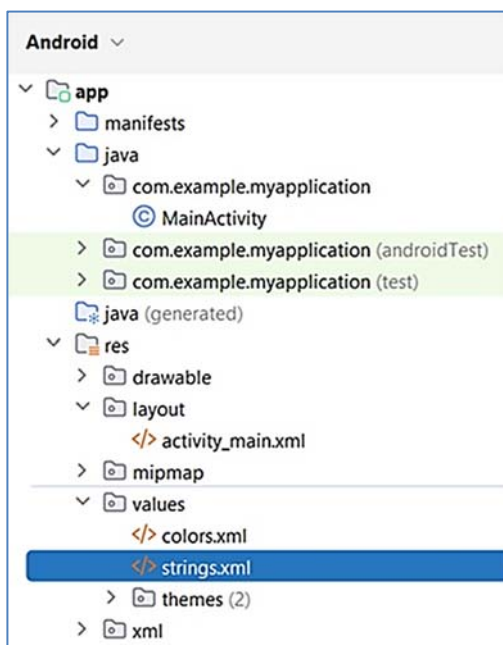 Android
app
manifests
java
com.example.myapplication
MainActivity
com.example.myapplication (androidTest)
com.example.myapplication (test)
java (generated)
res
drawable
layout
activity_main.xml
mipmap
values
colors.xml
strings.xml
themes (2)
xml